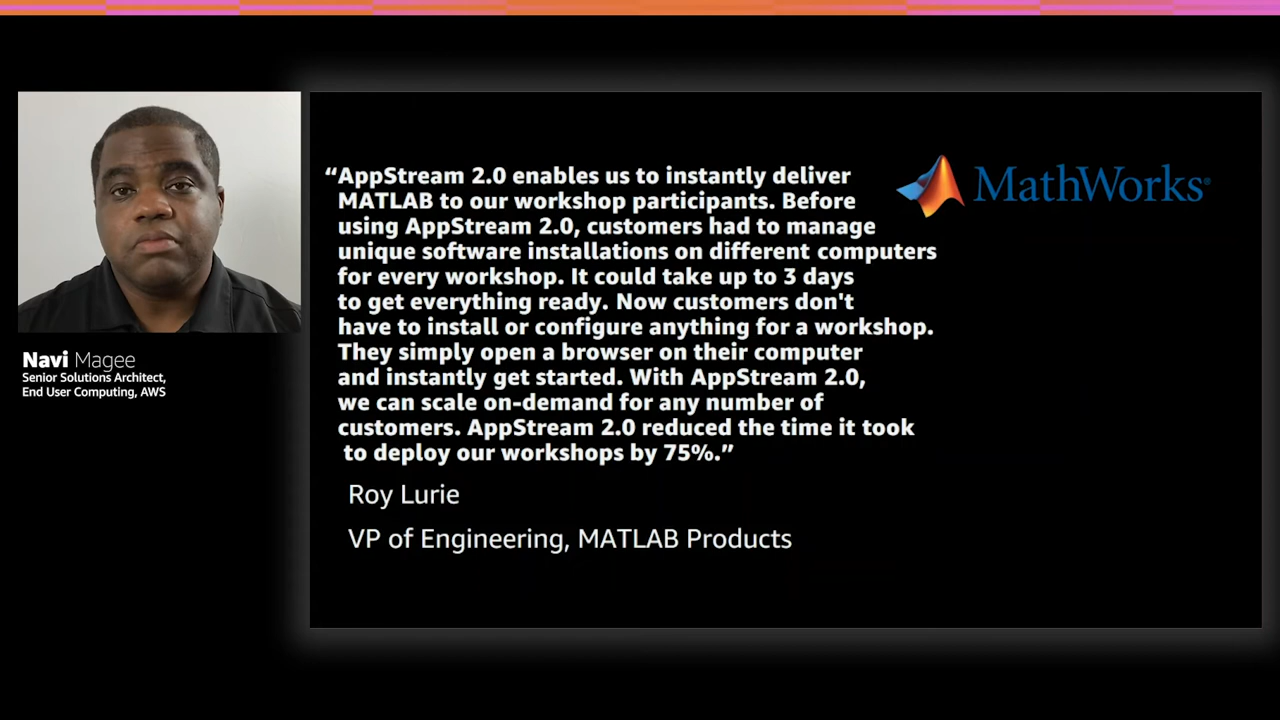 Navi Magee
Senior Solutions Architect,
End User Computing, AWS
“AppStream 2.0 enables us to instantly deliver
MATLAB to our workshop participants. Before
using AppStream 2.0, customers had to manage
unique software installations on different computers
for every workshop. It could take up to 3 days
to get everything ready. Now customers don't
have to install or configure anything for a workshop.
They simply open a browser on their computer
and instantly get started. With AppStream 2.0,
we can scale on-demand for any number of
customers. AppStream 2.0 reduced the time it took
to deploy our workshops by 75%.”
Roy Lurie
VP of Engineering, MATLAB Products
MathWorks®